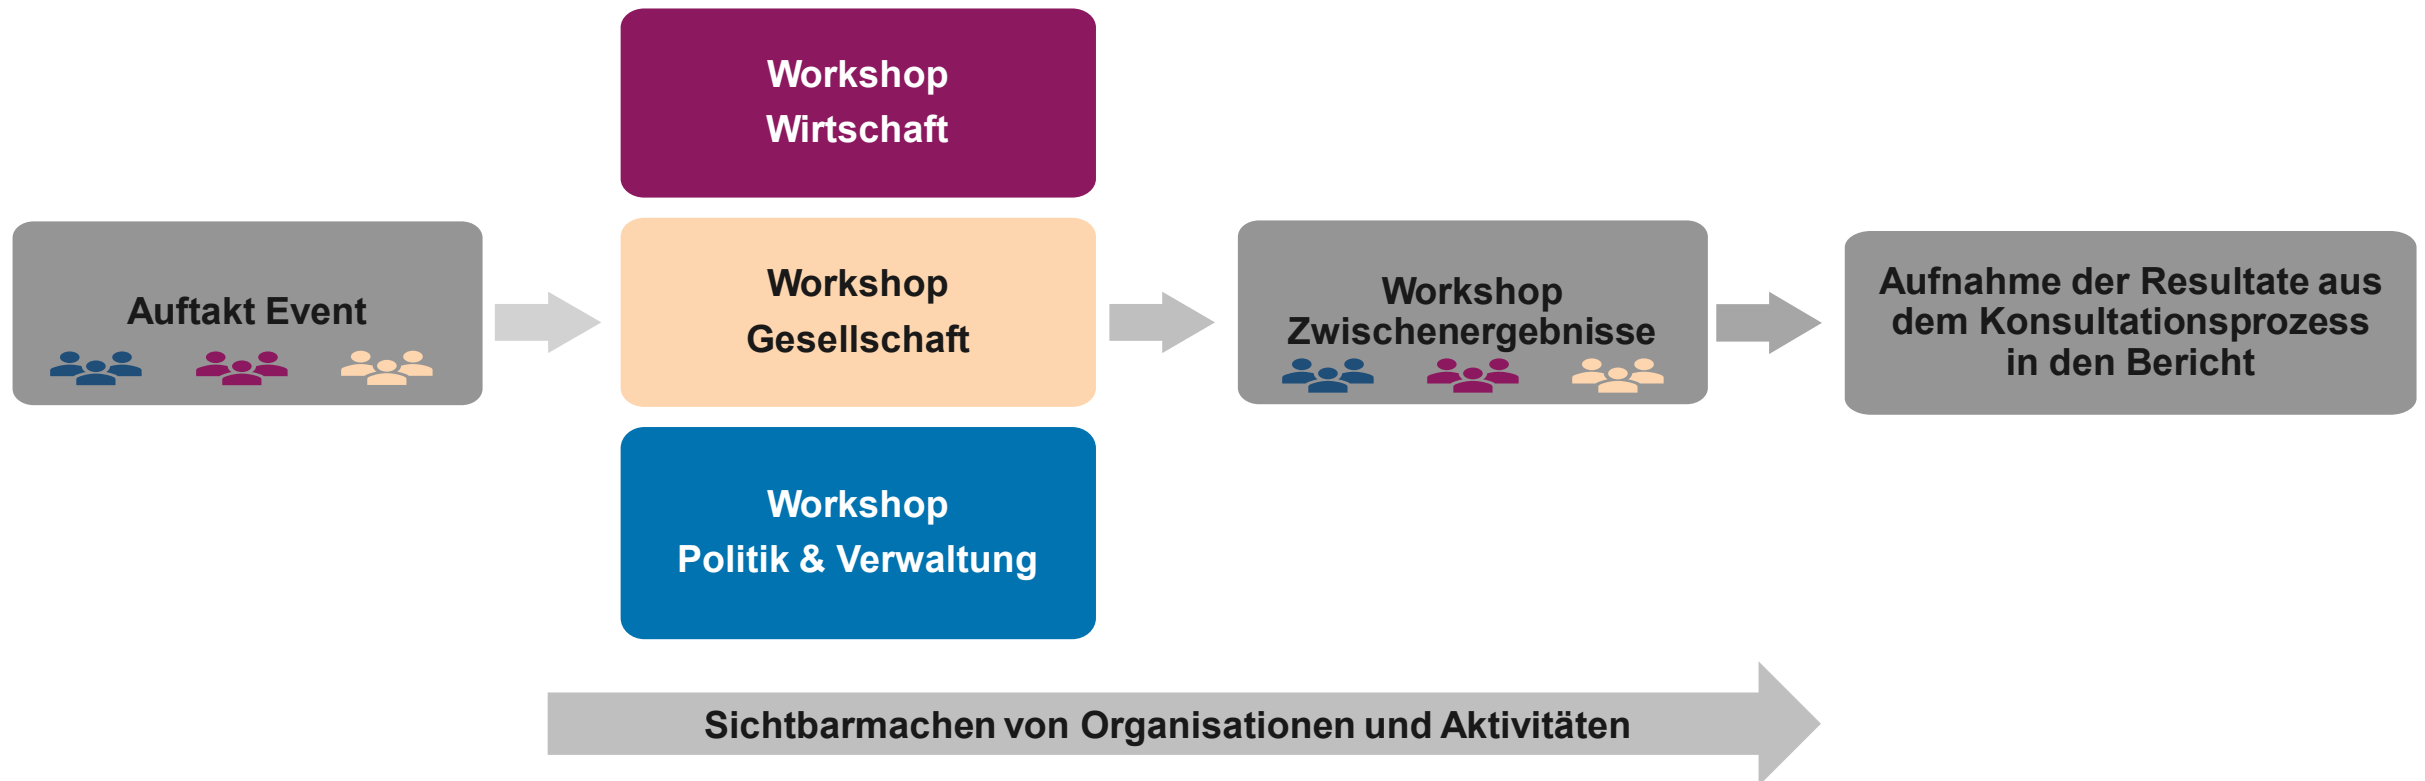 Auftakt Event
Workshop
Wirtschaft
Workshop
Gesellschaft
Workshop
Politik & Verwaltung
Workshop
Zwischenergebnisse
Aufnahme der Resultate aus
dem Konsultationsprozess
in den Bericht
Sichtbarmachen von Organisationen und Aktivitäten